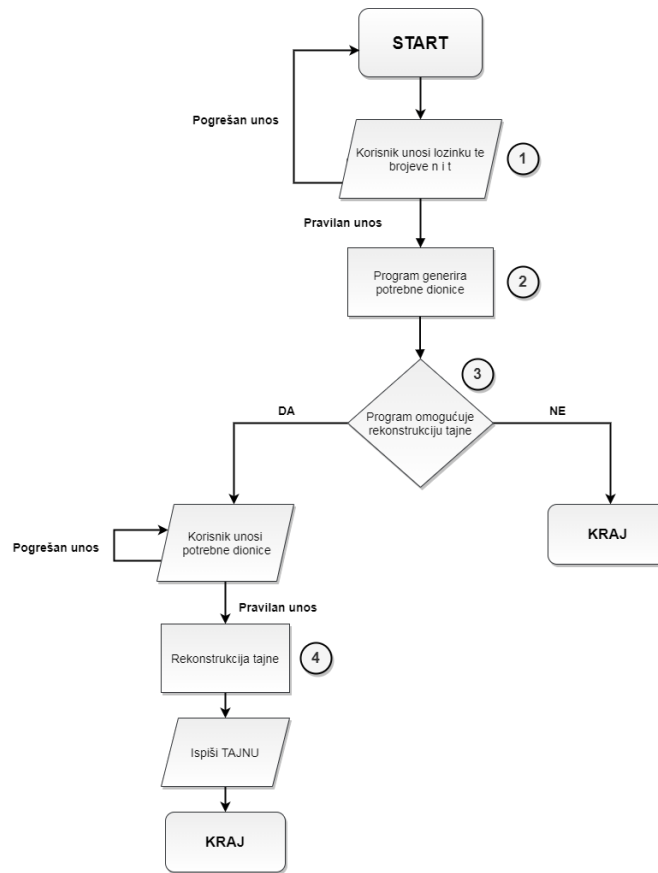 START
Pogrešan unos
Korisnik unosi lozinku te
brojeve n i t
1
Pravilan unos
Program generira
potrebne dionice
2
3
DA
Program omogućuje
rekonstrukciju tajne
NE
Korisnik unosi
potrebne dionice
Pogrešan unos
KRAJ
Pravilan unos
Rekonstrukcija tajne
4
Ispiši TAJNU
KRAJ